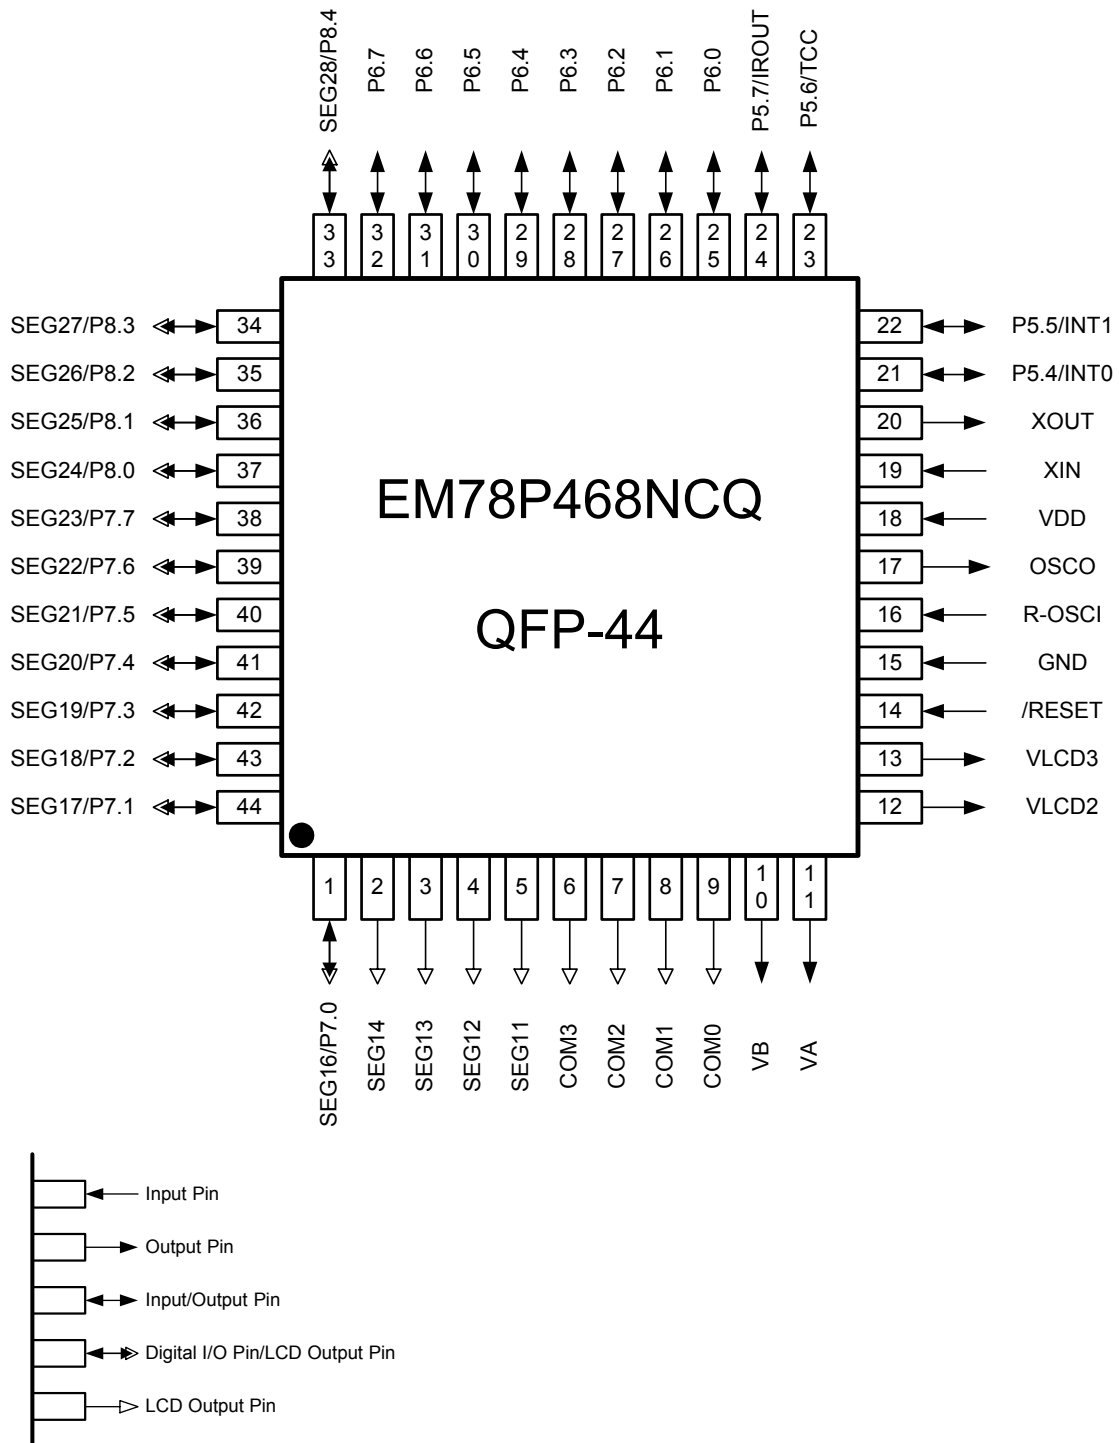 SEG28/P8.4
P6.7
P6.6
P6.5
P6.4
P6.3
P6.2
P6.1
P6.0
P5.7/IROUT
P5.6/TCC
33
32
31
30
29
28
27
26
25
24
23
SEG27/P8.3 34
SEG26/P8.2 35
SEG25/P8.1 36
SEG24/P8.0 37
SEG23/P7.7 38
SEG22/P7.6 39
SEG21/P7.5 40
SEG20/P7.4 41
SEG19/P7.3 42
SEG18/P7.2 43
SEG17/P7.1 44
EM78P468NCQ
QFP-44
22 P5.5/INT1
21 P5.4/INT0
20 XOUT
19 XIN
18 VDD
17 OSCO
16 R-OSCI
15 GND
14 /RESET
13 VLCD3
12 VLCD2
1
2
3
4
5
6
7
8
9
10
11
SEG16/P7.0
SEG14
SEG13
SEG12
SEG11
COM3
COM2
COM1
COM0
VB
VA
Input Pin
Output Pin
Input/Output Pin
Digital I/O Pin/LCD Output Pin
LCD Output Pin